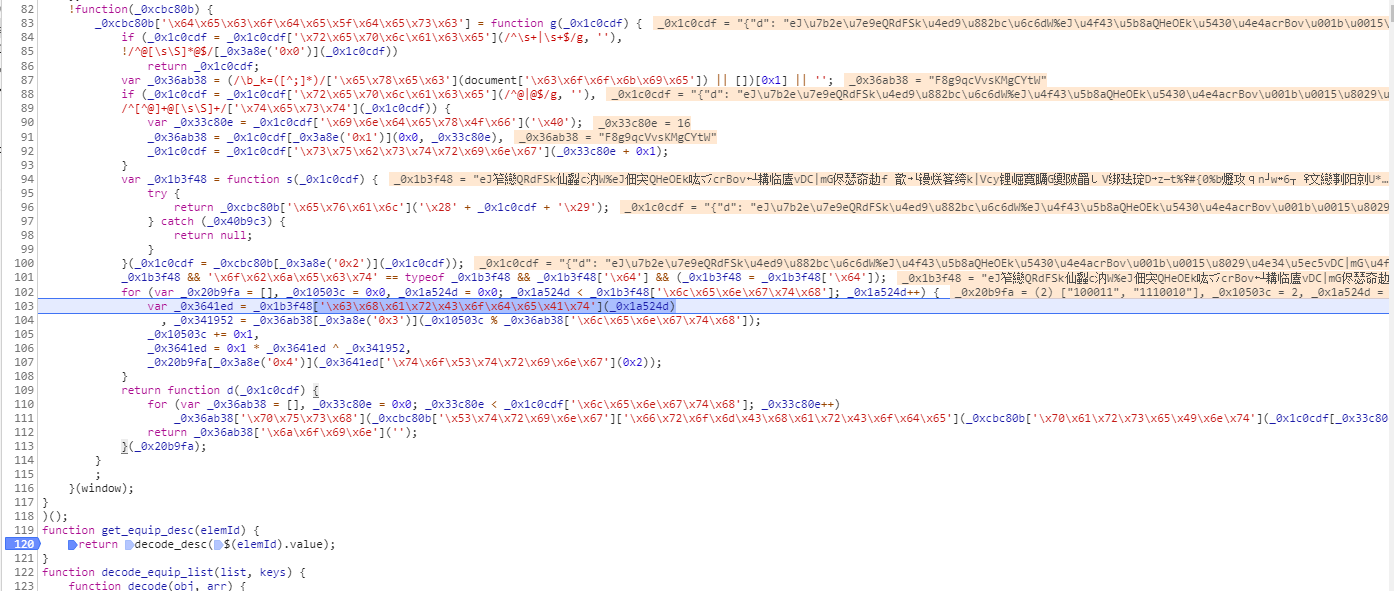 82 !function(_0xcbc80b) {
83 _0xcbc80b['\x64\x65\x63\x6f\x64\x65\x5f\x64\x65\x73\x63'] = function g(_0x1c0cdf) { _0x1c0cdf = "{"d": "eJ\u7b2e\u7e9eQRdFSk\u4ed9\u882bc\u6c6dW%eJ\u4f43\u5b8aQHeOEk\u5430\u4e4acrBov\u001b\u0015\
84 if (_0x1c0cdf = _0x1c0cdf['\x72\x65\x70\x6c\x61\x63\x65'](/^\s+|\s+$/g, ''),
85 !/^@[\s\S]*@$/[_0x3a8e('0x0')](_0x1c0cdf))
86 return _0x1c0cdf;
87 var _0x36ab38 = (/\b_k=([^;]*)/['\x65\x78\x65\x63'](document['\x63\x6f\x6f\x6b\x69\x65']) || [])[0x1] || ''; _0x36ab38 = "F8g9qcVvsKMgCYtW"
88 if (_0x1c0cdf = _0x1c0cdf['\x72\x65\x70\x6c\x61\x63\x65'](/^@|@$/g, ''), _0x1c0cdf = "{"d": "eJ\u7b2e\u7e9eQRdFSk\u4ed9\u882bc\u6c6dW%eJ\u4f43\u5b8aQHeOEk\u5430\u4e4acrBov\u001b\u0015\u8029\u
89 /^[^@]+@[\s\S]+/['\x74\x65\x73\x74'](_0x1c0cdf)) {
90 var _0x33c80e = _0x1c0cdf['\x69\x6e\x64\x65\x78\x4f\x66']('\x40'); _0x33c80e = 16
91 _0x36ab38 = _0x1c0cdf[_0x3a8e('0x1')](0x0, _0x33c80e), _0x36ab38 = "F8g9qcVvsKMgCYtW"
92 _0x1c0cdf = _0x1c0cdf['\x73\x75\x62\x73\x74\x72\x69\x6e\x67'](_0x33c80e + 0x1);
93 }
94 var _0x1b3f48 = function s(_0x1c0cdf) { _0x1b3f48 = "eJ
95 try {
96 return _0xcbc80b['\x65\x76\x61\x6c']('\x28' + _0x1c0cdf + '\x29'); _0x1c0cdf = "{"d": "eJ\u7b2e\u7e9eQRdFSk\u4ed9\u882bc\u6c6dW%eJ\u4f43\u5b8aQHeOEk\u5430\u4e4acrBov\u001b\u0015\u8029
97 } catch (_0x40b9c3) {
98 return null;
99 }
100 }(_0x1c0cdf = _0xcbc80b[_0x3a8e('0x2')](_0x1c0cdf)); _0x1c0cdf = "{"d": "eJ\u7b2e\u7e9eQRdFSk\u4ed9\u882bc\u6c6dW%eJ\u4f43\u5b8aQHeOEk\u5430\u4e4acrBov\u001b\u0015\u8029\u4e34\u5ec5vDC|mG\u4f
101 _0x1b3f48 && '\x6f\x62\x6a\x65\x63\x74' == typeof _0x1b3f48 && _0x1b3f48['\x64'] && (_0x1b3f48 = _0x1b3f48['\x64']); _0x1b3f48 = "eJ
102 for (var _0x20b9fa = [], _0x10503c = 0x0, _0x1a524d = 0x0; _0x1a524d < _0x1b3f48['\x6c\x65\x6e\x67\x74\x68']; _0x1a524d++) { _0x20b9fa = (2) ["100011", "1110010"], _0x10503c = 2, _0x1a524d =
103 var _0x3641ed = _0x1b3f48['\x63\x68\x61\x72\x43\x6f\x64\x65\x41\x74'](_0x1a524d)
104 , _0x341952 = _0x36ab38[_0x3a8e('0x3')](_0x10503c % _0x36ab38['\x6c\x65\x6e\x67\x74\x68']);
105 _0x10503c += 0x1,
106 _0x3641ed = 0x1 * _0x3641ed ^ _0x341952,
107 _0x20b9fa[_0x3a8e('0x4')](_0x3641ed['\x74\x6f\x53\x74\x72\x69\x6e\x67'](0x2));
108 }
109 return function d(_0x1c0cdf) {
110 for (var _0x36ab38 = [], _0x33c80e = 0x0; _0x33c80e < _0x1c0cdf['\x6c\x65\x6e\x67\x74\x68']; _0x33c80e++)
111 _0x36ab38['\x70\x75\x73\x68'](_0xcbc80b['\x53\x74\x72\x69\x6e\x67']['\x66\x72\x6f\x6d\x43\x68\x61\x72\x43\x6f\x64\x65'](_0xcbc80b['\x70\x61\x72\x73\x65\x49\x6e\x74'](_0x1c0cdf[_0x33c80
112 return _0x36ab38['\x6a\x6f\x69\x6e']('');
113 }(_0x20b9fa);
114 }
115 ;
116 }(window);
117 }
118 )();
119 function get_equip_desc(elemId) {
120 return decode_desc($(elemId).value);
121 }
122 function decode_equip_list(list, keys) {
123 function decode(obj, arr) {